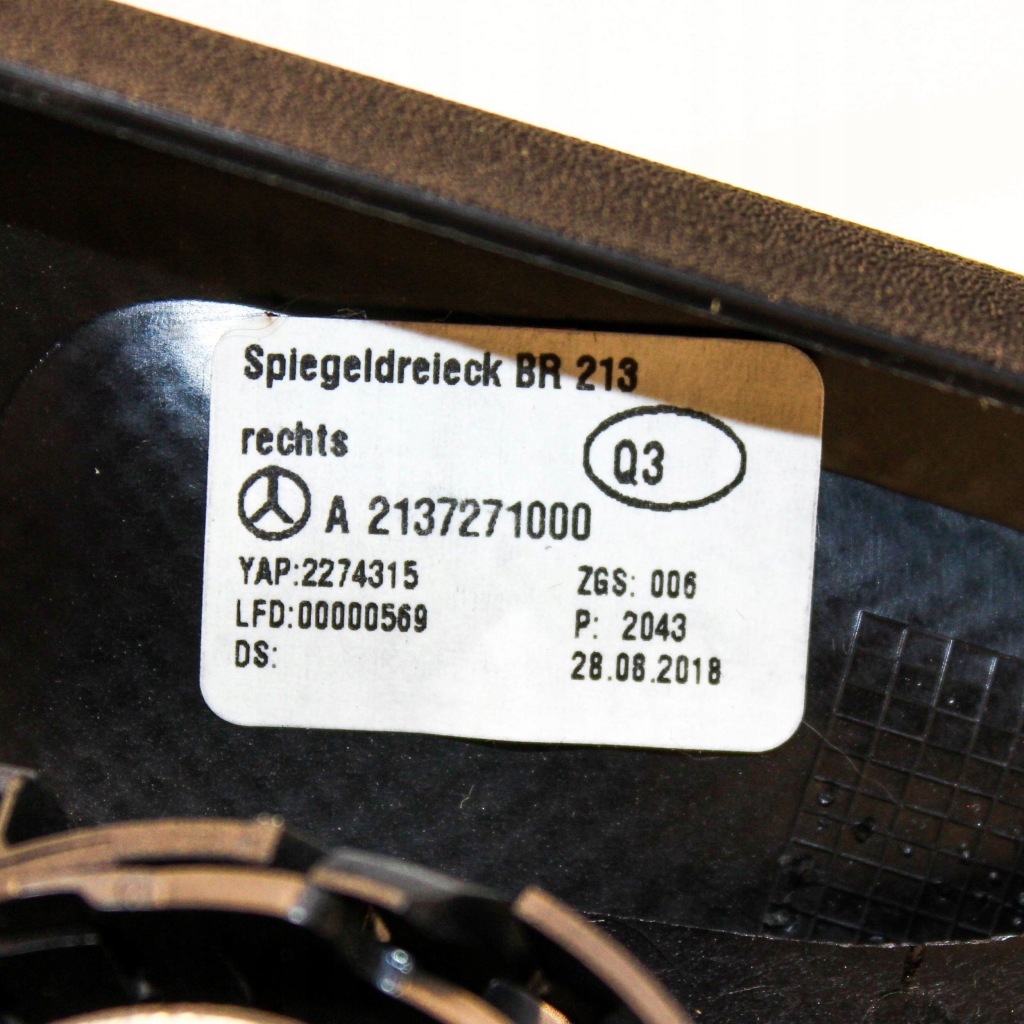 Spiegeldreieck BR 213
rechts
Q3
A 2137271000
YAP:2274315
ZGS: 006
LFD:00000569
P: 2043
DS:
28.08.2018